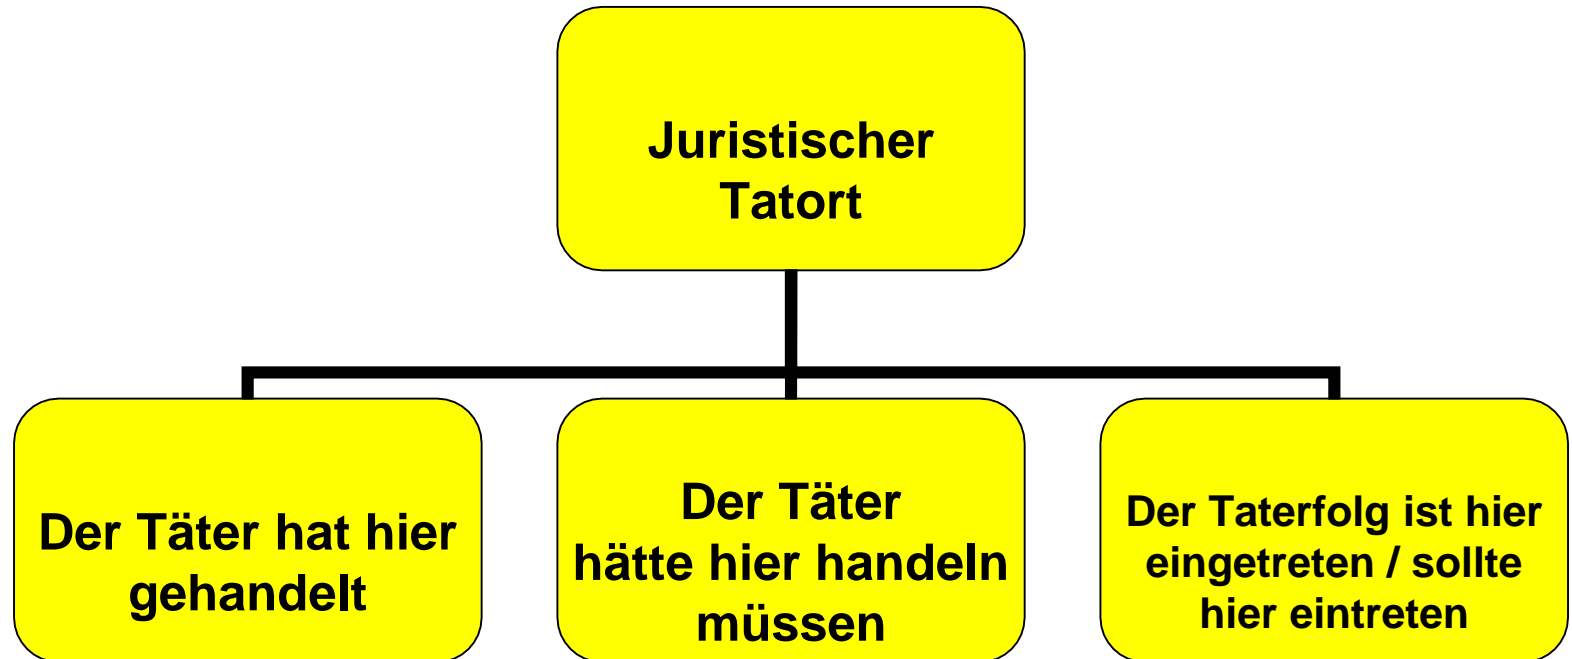 Juristischer
Tatort
Der Täter hat hier
gehandelt
Der Täter
hätte hier handeln
müssen
Der Taterfolg ist hier
eingetreten / sollte
hier eintreten